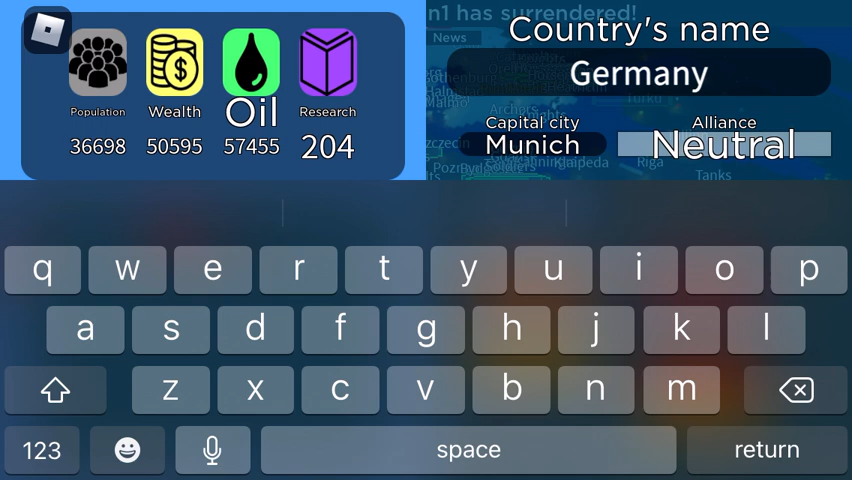 n1 has surrendered!
News
Country's name
Germany
Population Wealth Oil Research
36698 50595 57455 204
Capital city Alliance
Munich Neutral
Riga
Tanks
q w e r t y u i o p
a s d f g h j k l
z x c v b n m
123 space return